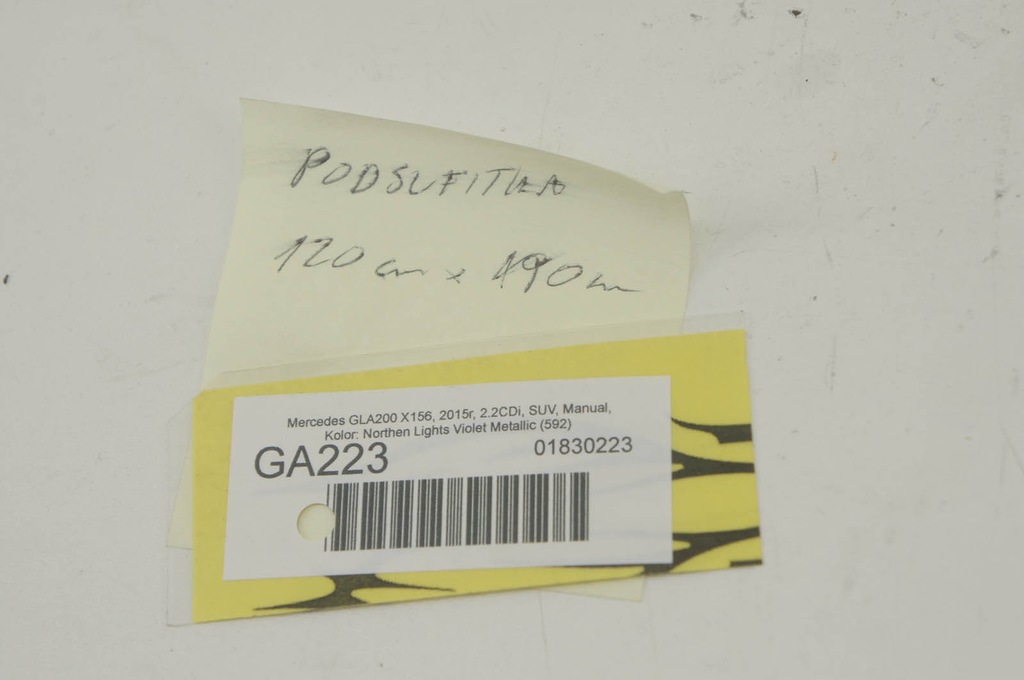 PODSUFITKA
120 cm x 190 cm
Mercedes GLA200 X156, 2015r, 2.2CDi, SUV, Manual,
Kolor: Northen Lights Violet Metallic (592)
GA223 01830223